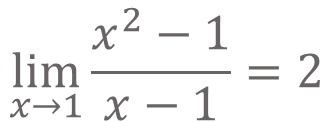 lim x→1 (x² − 1)/(x − 1) = 2